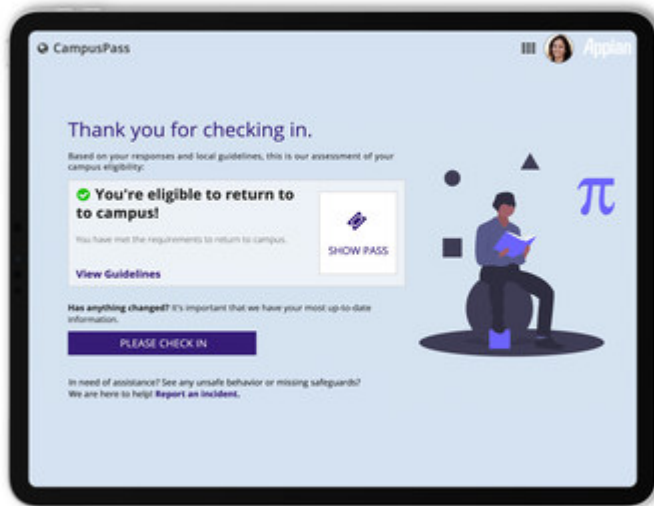 CampusPass
Appian
Thank you for checking in.
Based on your responses and local guidelines, this is our assessment of your
campus eligibility:
You're eligible to return to
to campus!
You have met the requirements to return to campus.
View Guidelines
SHOW PASS
Has anything changed? It's important that we have your most up-to-date
information.
PLEASE CHECK IN
In need of assistance? See any unsafe behavior or missing safeguards?
We are here to help! Report an incident.
π